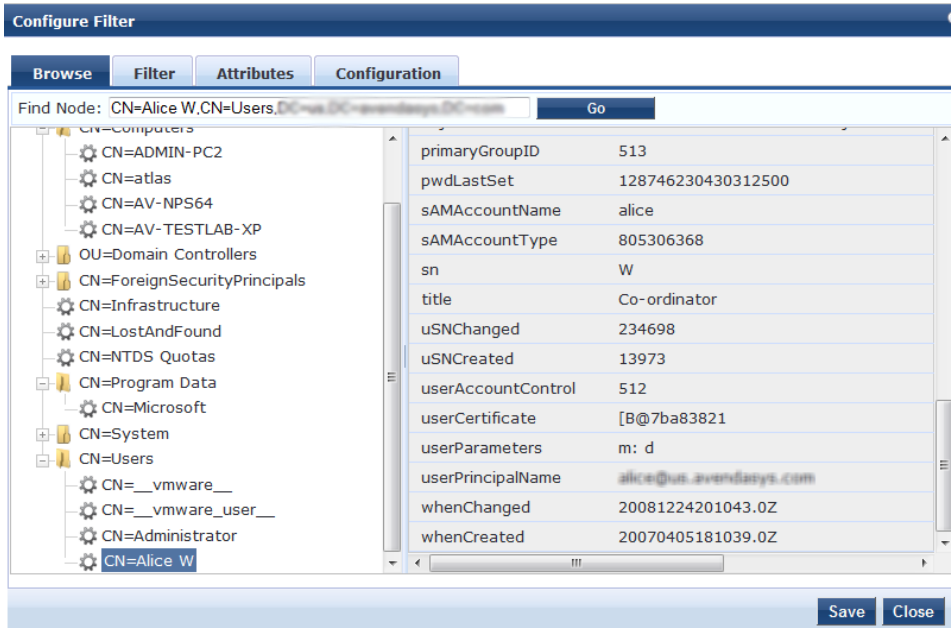 Configure Filter
Browse Filter Attributes Configuration
Find Node: CN=Alice W,CN=Users, Go
CN=Computers
CN=ADMIN-PC2
CN=atlas
CN=AV-NPS64
CN=AV-TESTLAB-XP
OU=Domain Controllers
CN=ForeignSecurityPrincipals
CN=Infrastructure
CN=LostAndFound
CN=NTDS Quotas
CN=Program Data
CN=Microsoft
CN=System
CN=Users
CN=__vmware__
CN=__vmware_user__
CN=Administrator
CN=Alice W
primaryGroupID 513
pwdLastSet 128746230430312500
sAMAccountName alice
sAMAccountType 805306368
sn W
title Co-ordinator
uSNChanged 234698
uSNCreated 13973
userAccountControl 512
userCertificate [B@7ba83821
userParameters m: d
userPrincipalName
whenChanged 20081224201043.0Z
whenCreated 20070405181039.0Z
Save Close